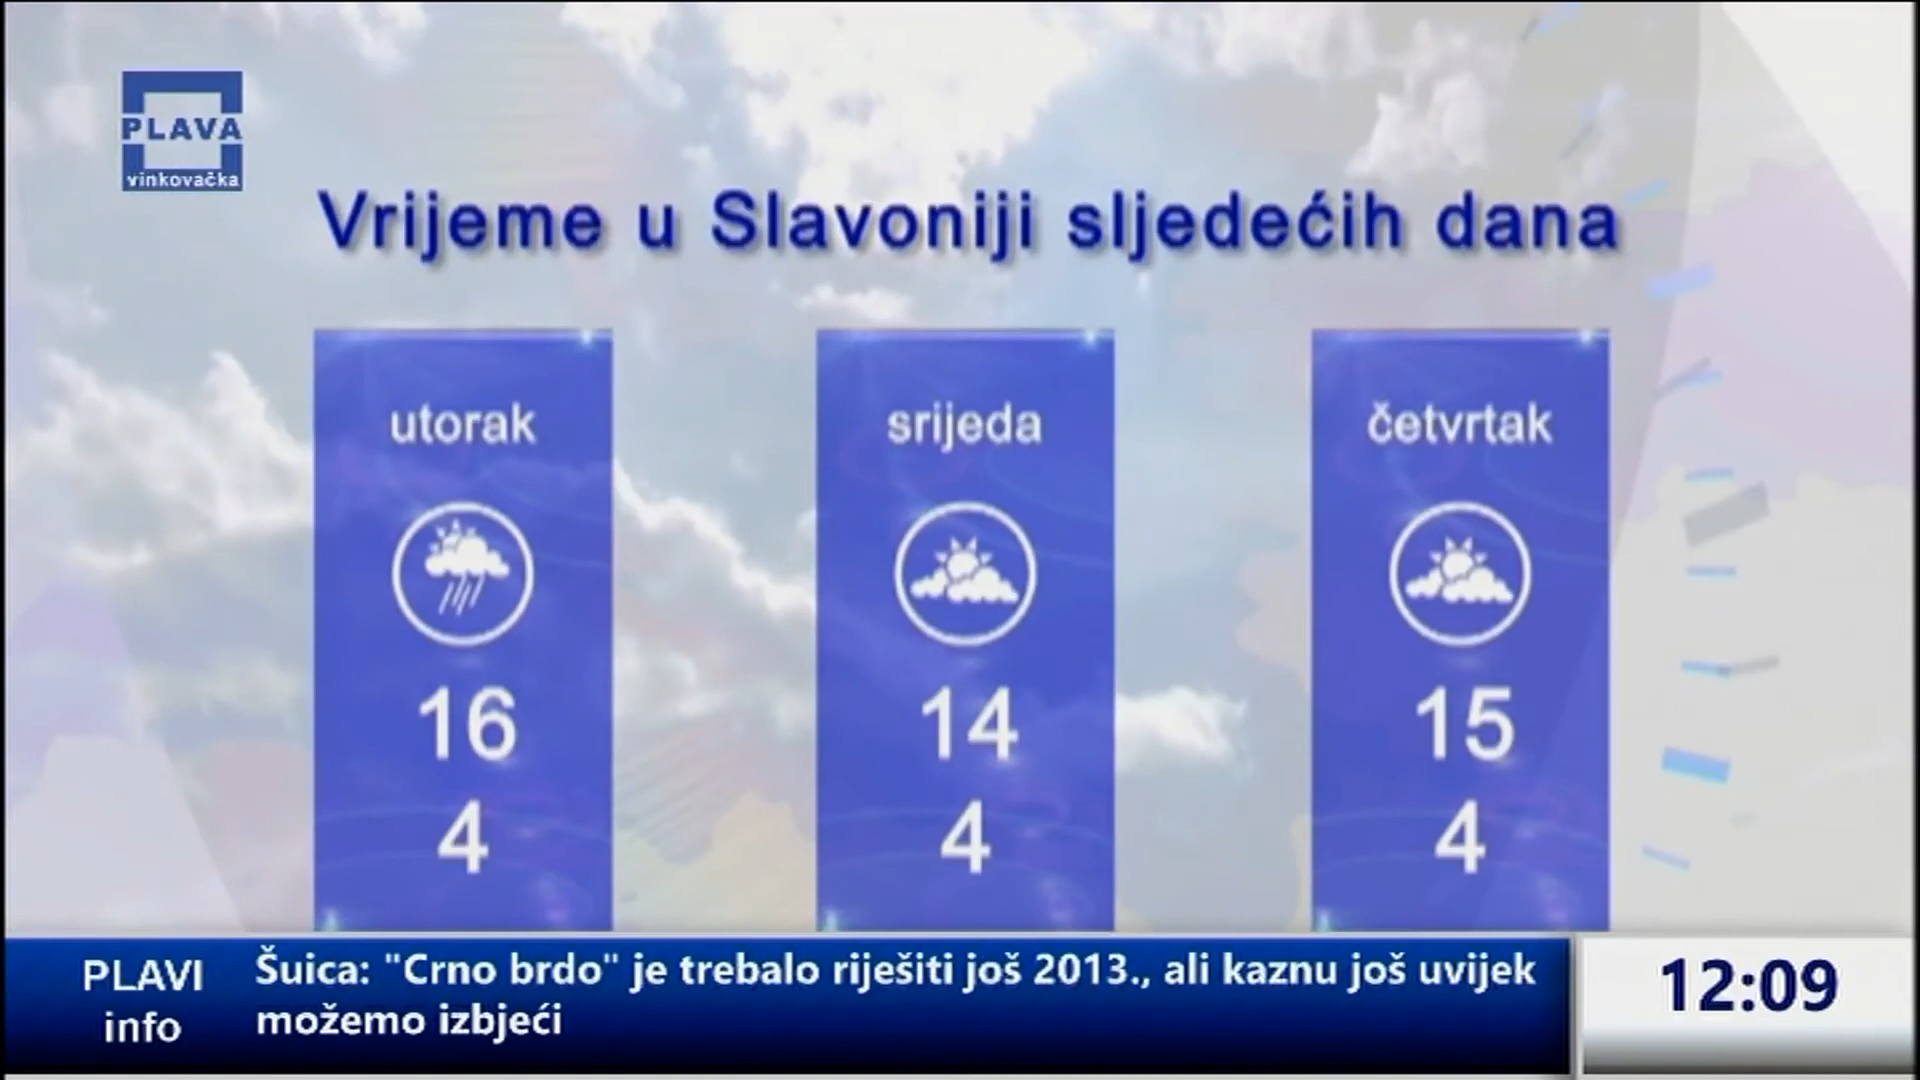 PLAVA
vinkovačka
Vrijeme u Slavoniji sljedećih dana
utorak
16
4
srijeda
14
4
četvrtak
15
4
PLAVI
info
Šuica: "Crno brdo" je trebalo riješiti još 2013., ali kaznu još uvijek
možemo izbjeći
12:09